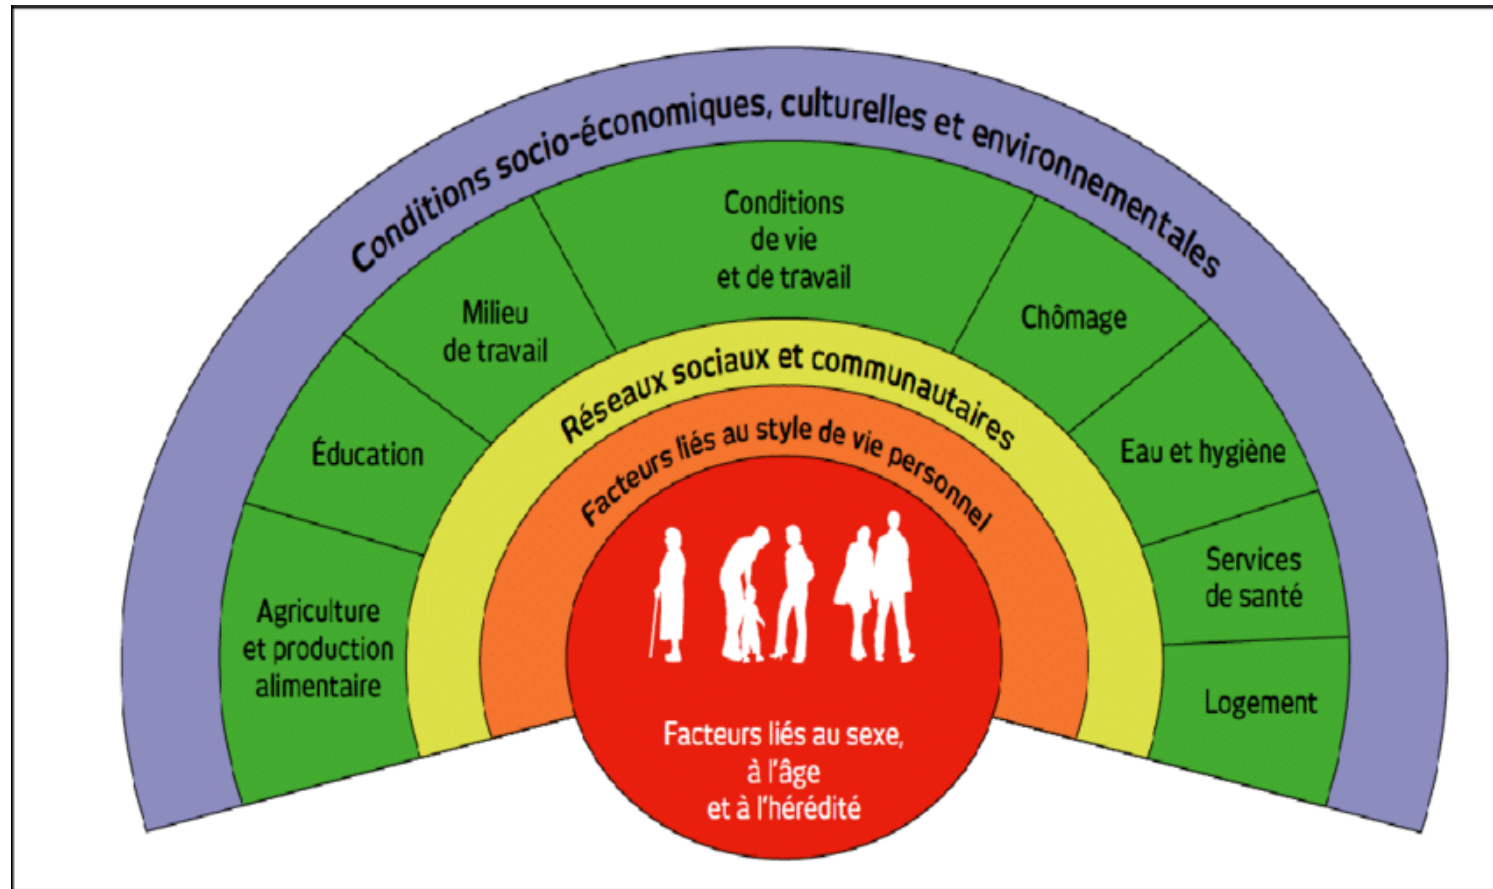 Conditions socio-économiques, culturelles et environnementales
Conditions
de vie
et de travail
Milieu
de travail
Chômage
Éducation
Eau et hygiène
Agriculture
et production
alimentaire
Services
de santé
Logement
Réseaux sociaux et communautaires
Facteurs liés au style de vie personnel
Facteurs liés au sexe,
à l'âge
et à l'hérédité